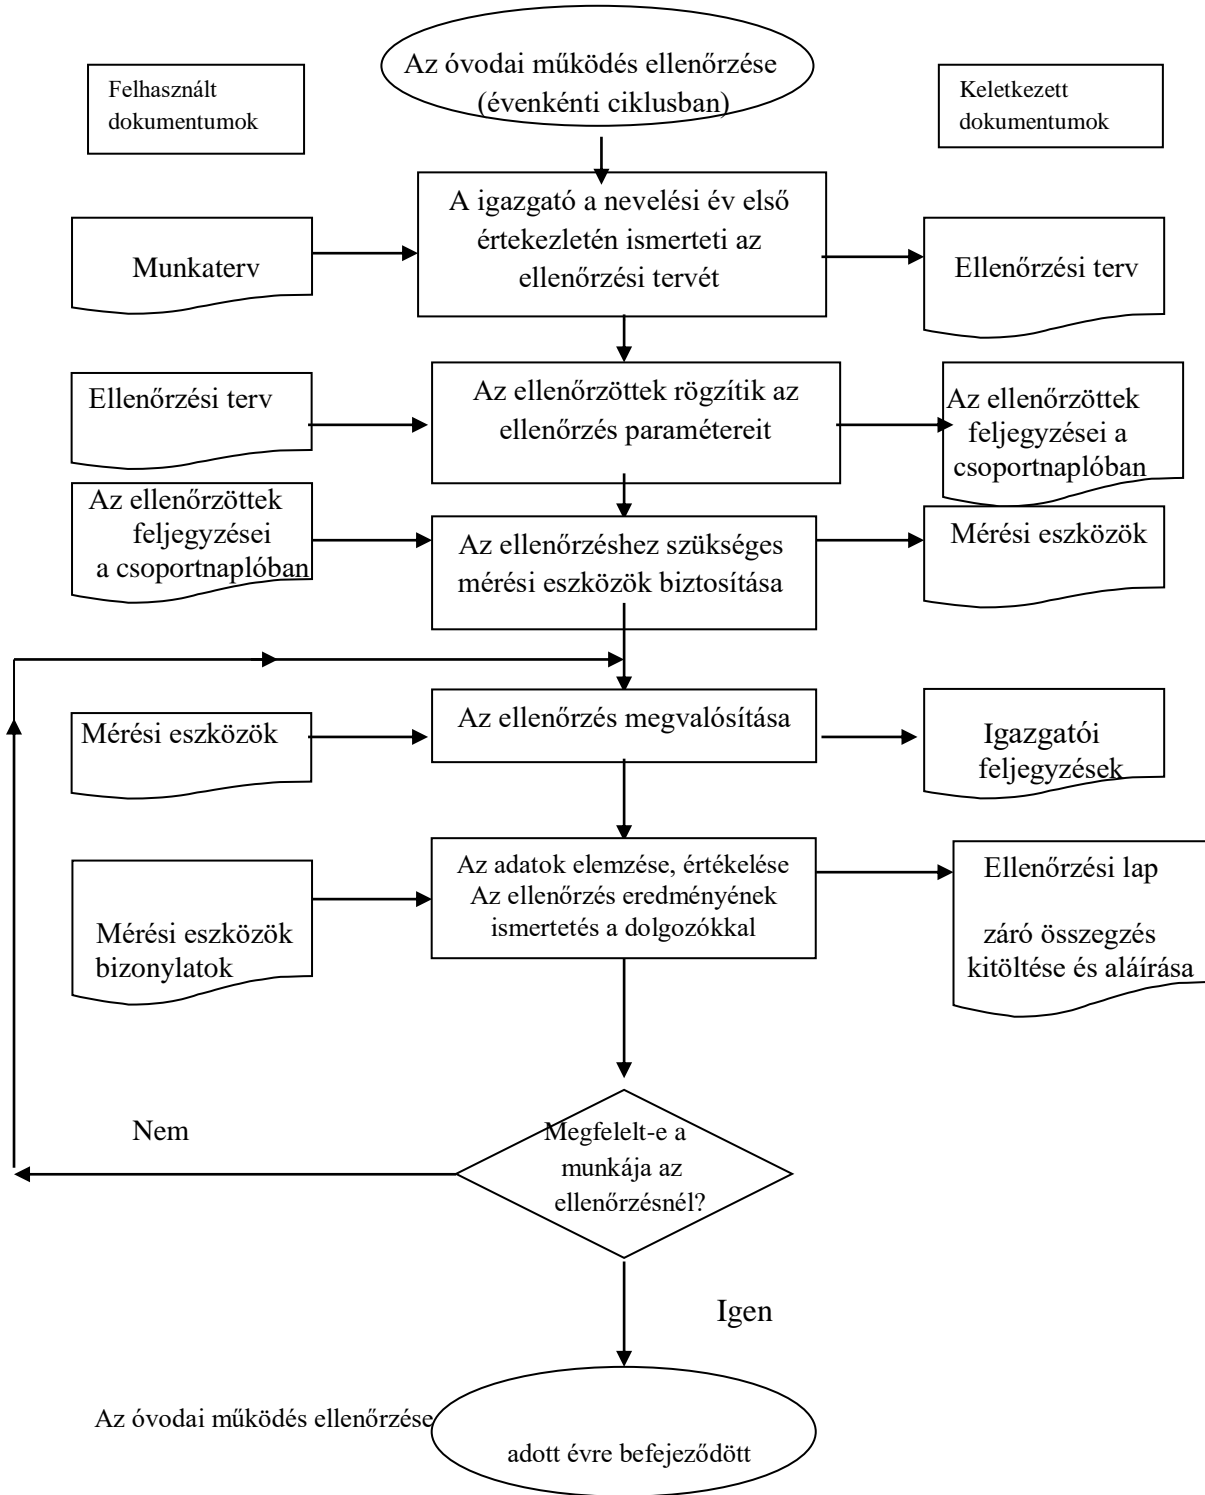 Az óvodai működés ellenőrzése
(évenkénti ciklusban)
Felhasznált
dokumentumok
Keletkezett
dokumentumok
A igazgató a nevelési év első
értekezletén ismerteti az
ellenőrzési tervét
Munkaterv
Ellenőrzési terv
Ellenőrzési terv
Az ellenőrzöttek rögzítik az
ellenőrzés paramétereit
Az ellenőrzöttek
feljegyzései a
csoportnaplóban
Az ellenőrzöttek
feljegyzései
a csoportnaplóban
Az ellenőrzéshez szükséges
mérési eszközök biztosítása
Mérési eszközök
Mérési eszközök
Az ellenőrzés megvalósítása
Igazgatói
feljegyzések
Mérési eszközök
bizonylatok
Az adatok elemzése, értékelése
Az ellenőrzés eredményének
ismertetés a dolgozókkal
Ellenőrzési lap
záró összegzés
kitöltése és aláírása
Nem
Megfelelt-e a
munkája az
ellenőrzésnél?
Igen
Az óvodai működés ellenőrzése
adott évre befejeződött